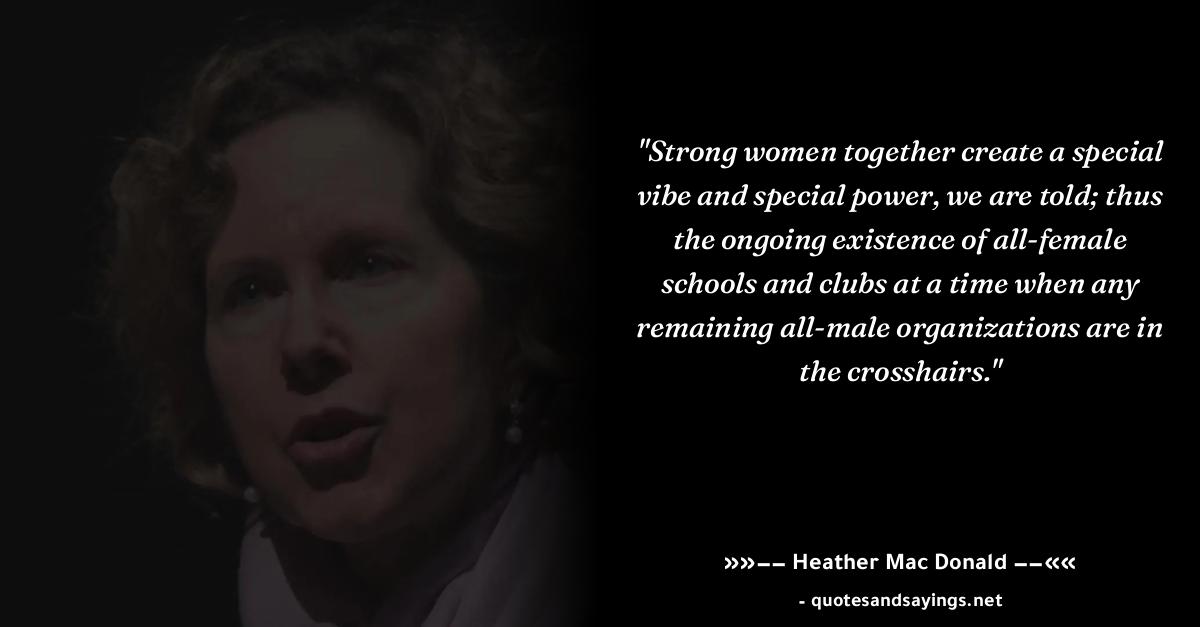 "Strong women together create a special
vibe and special power, we are told; thus
the ongoing existence of all-female
schools and clubs at a time when any
remaining all-male organizations are in
the crosshairs."
»»−− Heather Mac Donald −−««
- quotesandsayings.net